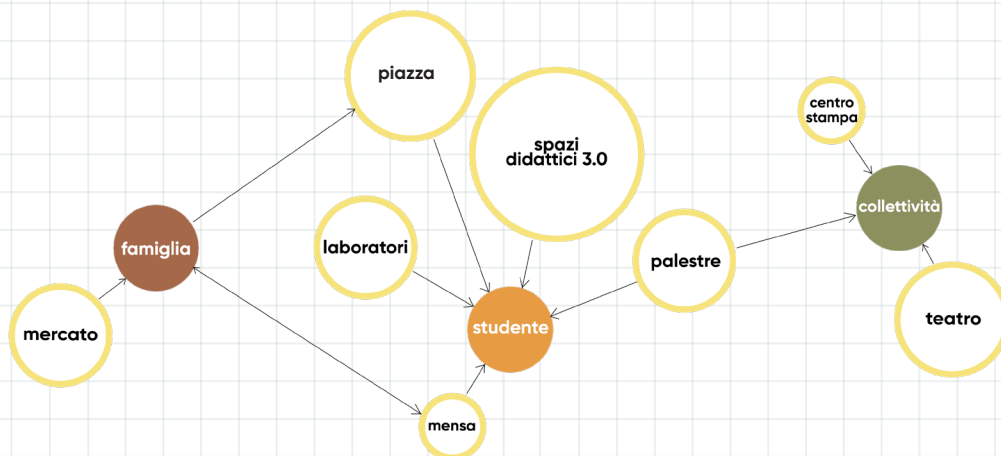 piazza
spazi
didattici 3.0
centro
stampa
collettività
famiglia
laboratori
palestre
mercato
studente
teatro
mensa